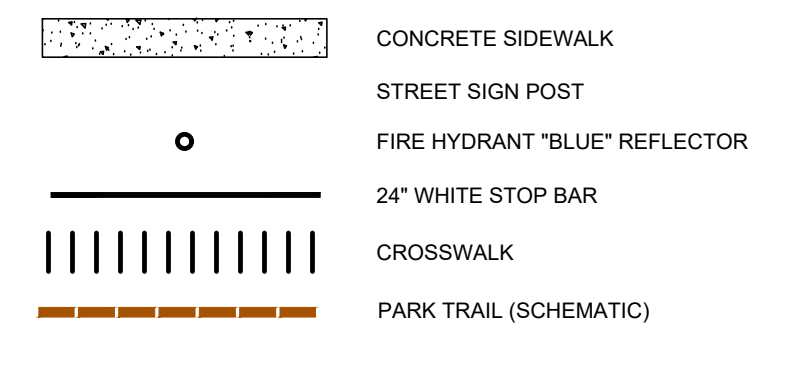 CONCRETE SIDEWALK
STREET SIGN POST
FIRE HYDRANT "BLUE" REFLECTOR
24" WHITE STOP BAR
CROSSWALK
PARK TRAIL (SCHEMATIC)